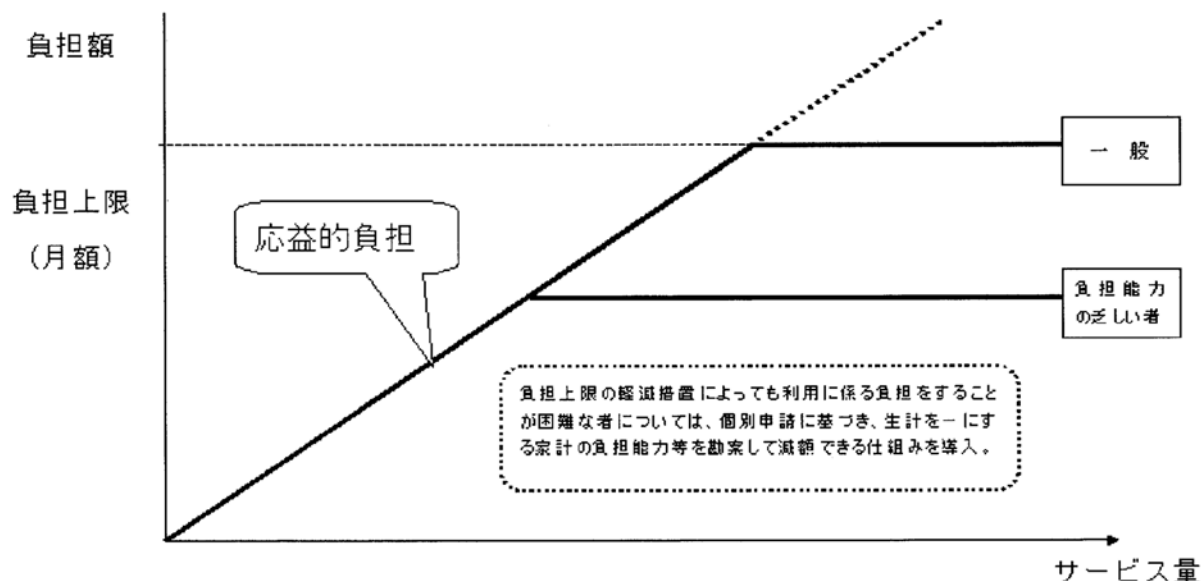 負担額
一般
負担上限
（月額）
応益的負担
負担能力
の乏しい者
負担上限の軽減措置によっても利用に係る負担をすること
が困難な者については、個別申請に基づき、生計を一にす
る家計の負担能力等を勘案して減額できる仕組みを導入。
サービス量